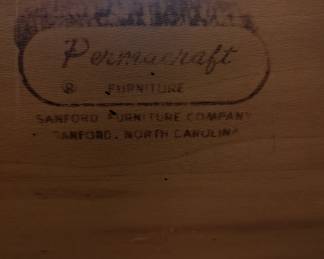 Permacraft
® FURNITURE
SANFORD FURNITURE COMPANY
SANFORD, NORTH CAROLINA